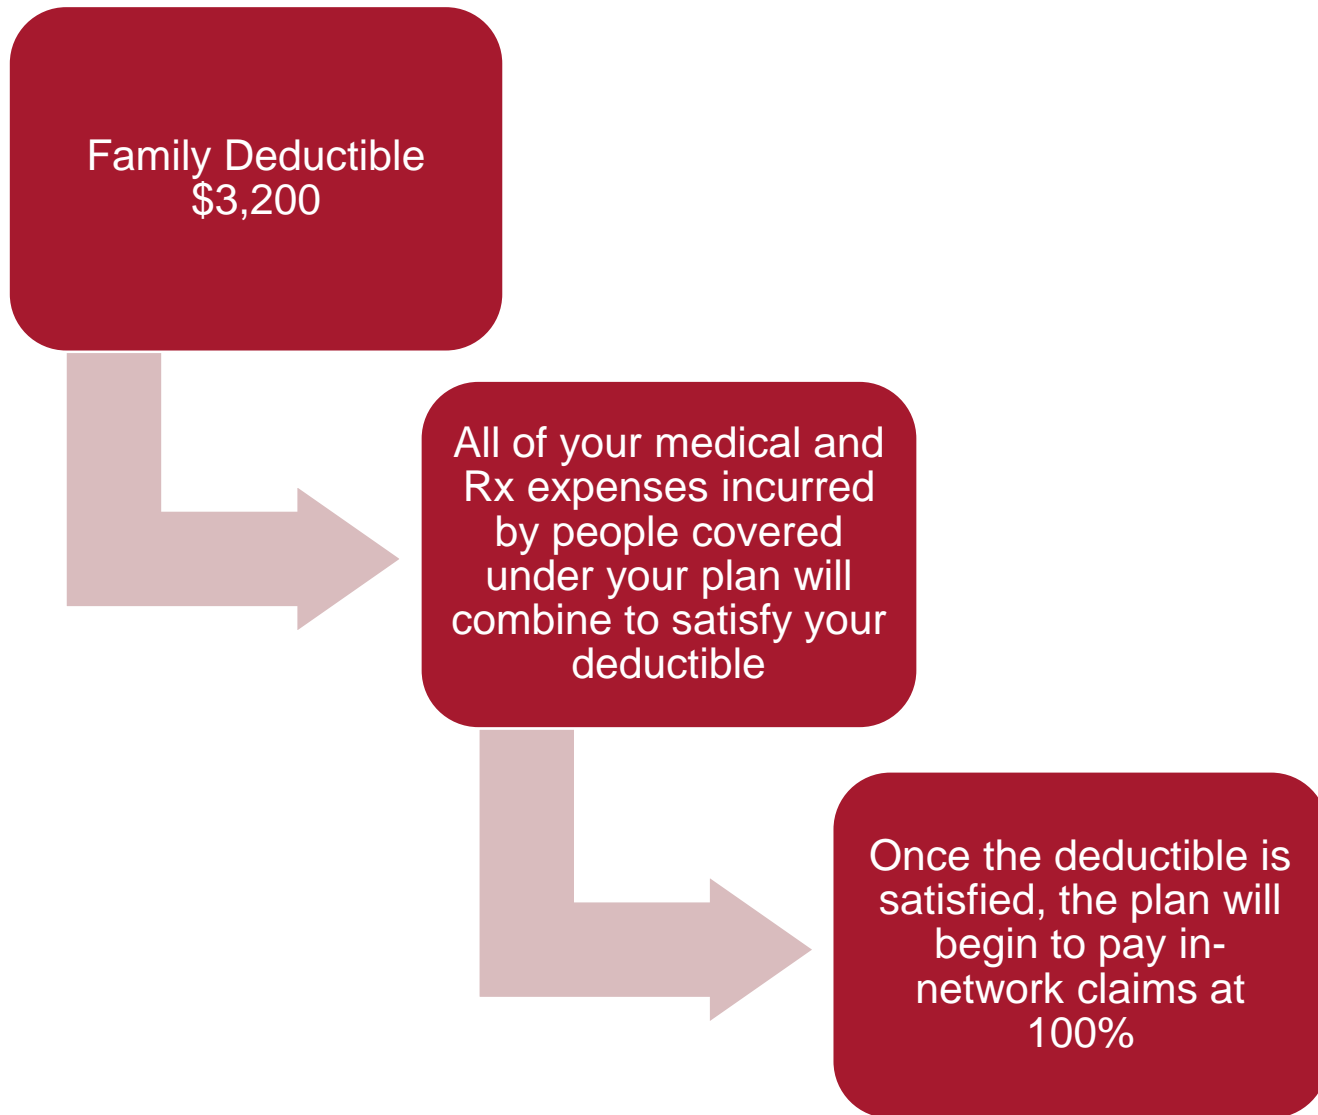 Family Deductible
$3,200
All of your medical and
Rx expenses incurred
by people covered
under your plan will
combine to satisfy your
deductible
Once the deductible is
satisfied, the plan will
begin to pay in-
network claims at
100%